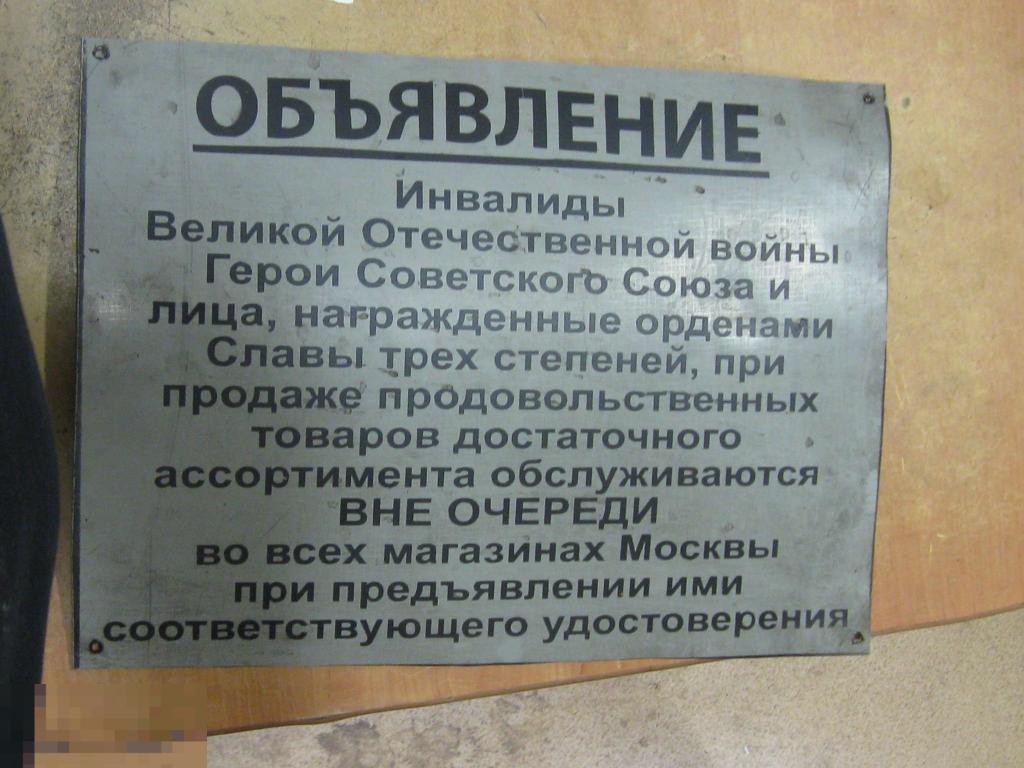 ОБЪЯВЛЕНИЕ
Инвалиды
Великой Отечественной войны
Герои Советского Союза и
лица, награжденные орденами
Славы трех степеней, при
продаже продовольственных
товаров достаточного
ассортимента обслуживаются
ВНЕ ОЧЕРЕДИ
во всех магазинах Москвы
при предъявлении ими
соответствующего удостоверения